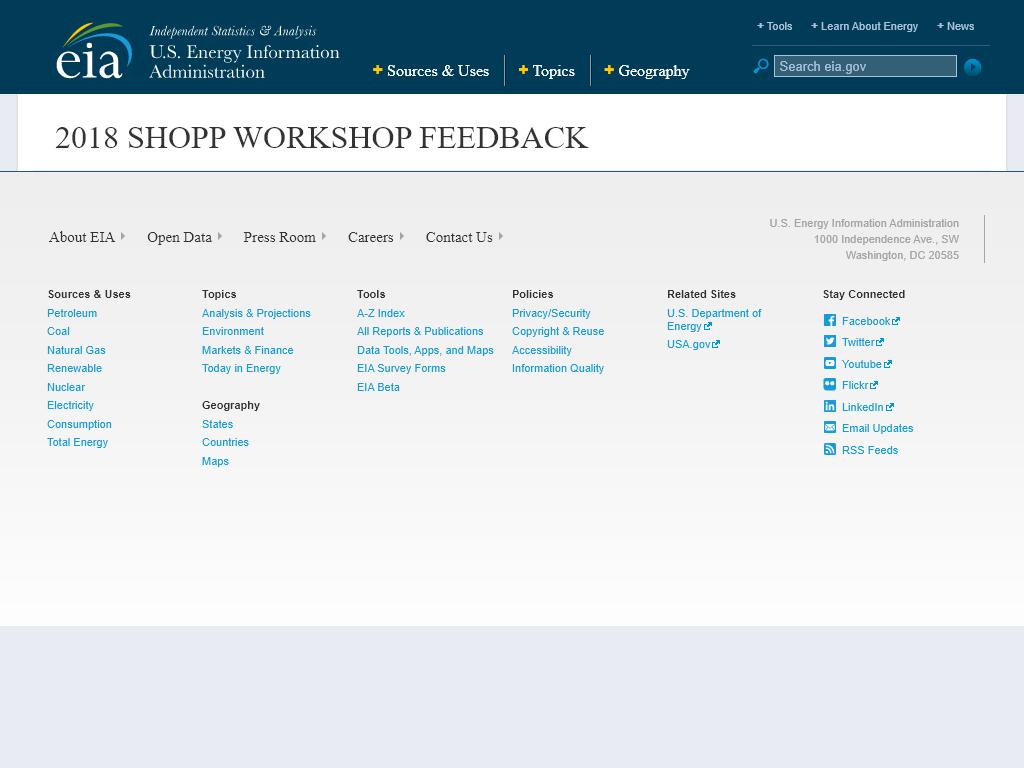 eia
Independent Statistics & Analysis
U.S. Energy Information
Administration
+ Sources & Uses
+ Topics
+ Geography
+ Tools
+ Learn About Energy
+ News
Search eia.gov
2018 SHOPP WORKSHOP FEEDBACK
About EIA
Open Data
Press Room
Careers
Contact Us
U.S. Energy Information Administration
1000 Independence Ave., SW
Washington, DC 20585
Sources & Uses
Petroleum
Coal
Natural Gas
Renewable
Nuclear
Electricity
Consumption
Total Energy
Topics
Analysis & Projections
Environment
Markets & Finance
Today in Energy
Geography
States
Countries
Maps
Tools
A-Z Index
All Reports & Publications
Data Tools, Apps, and Maps
EIA Survey Forms
EIA Beta
Policies
Privacy/Security
Copyright & Reuse
Accessibility
Information Quality
Related Sites
U.S. Department of
Energy
USA.gov
Stay Connected
Facebook
Twitter
Youtube
Flickr
LinkedIn
Email Updates
RSS Feeds